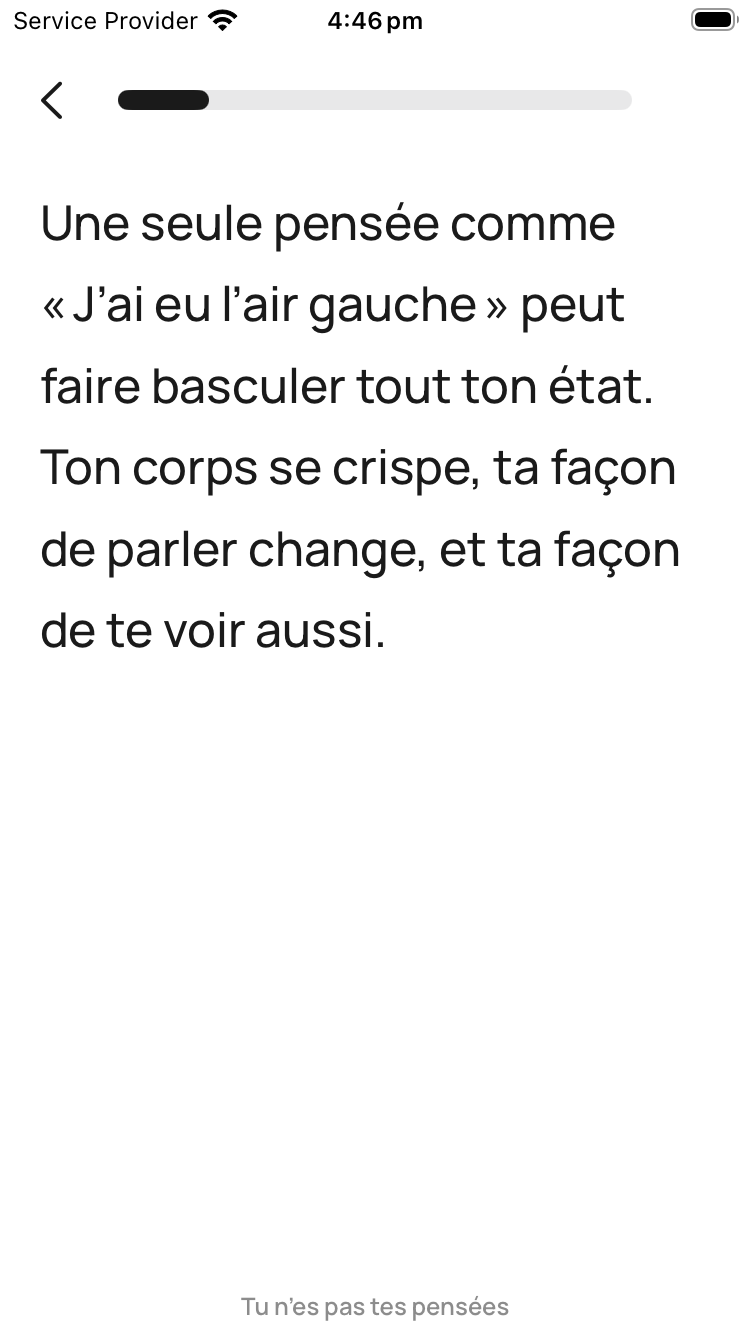 Service Provider 4:46 pm
Une seule pensée comme
« J’ai eu l’air gauche » peut
faire basculer tout ton état.
Ton corps se crispe, ta façon
de parler change, et ta façon
de te voir aussi.
Tu n’es pas tes pensées